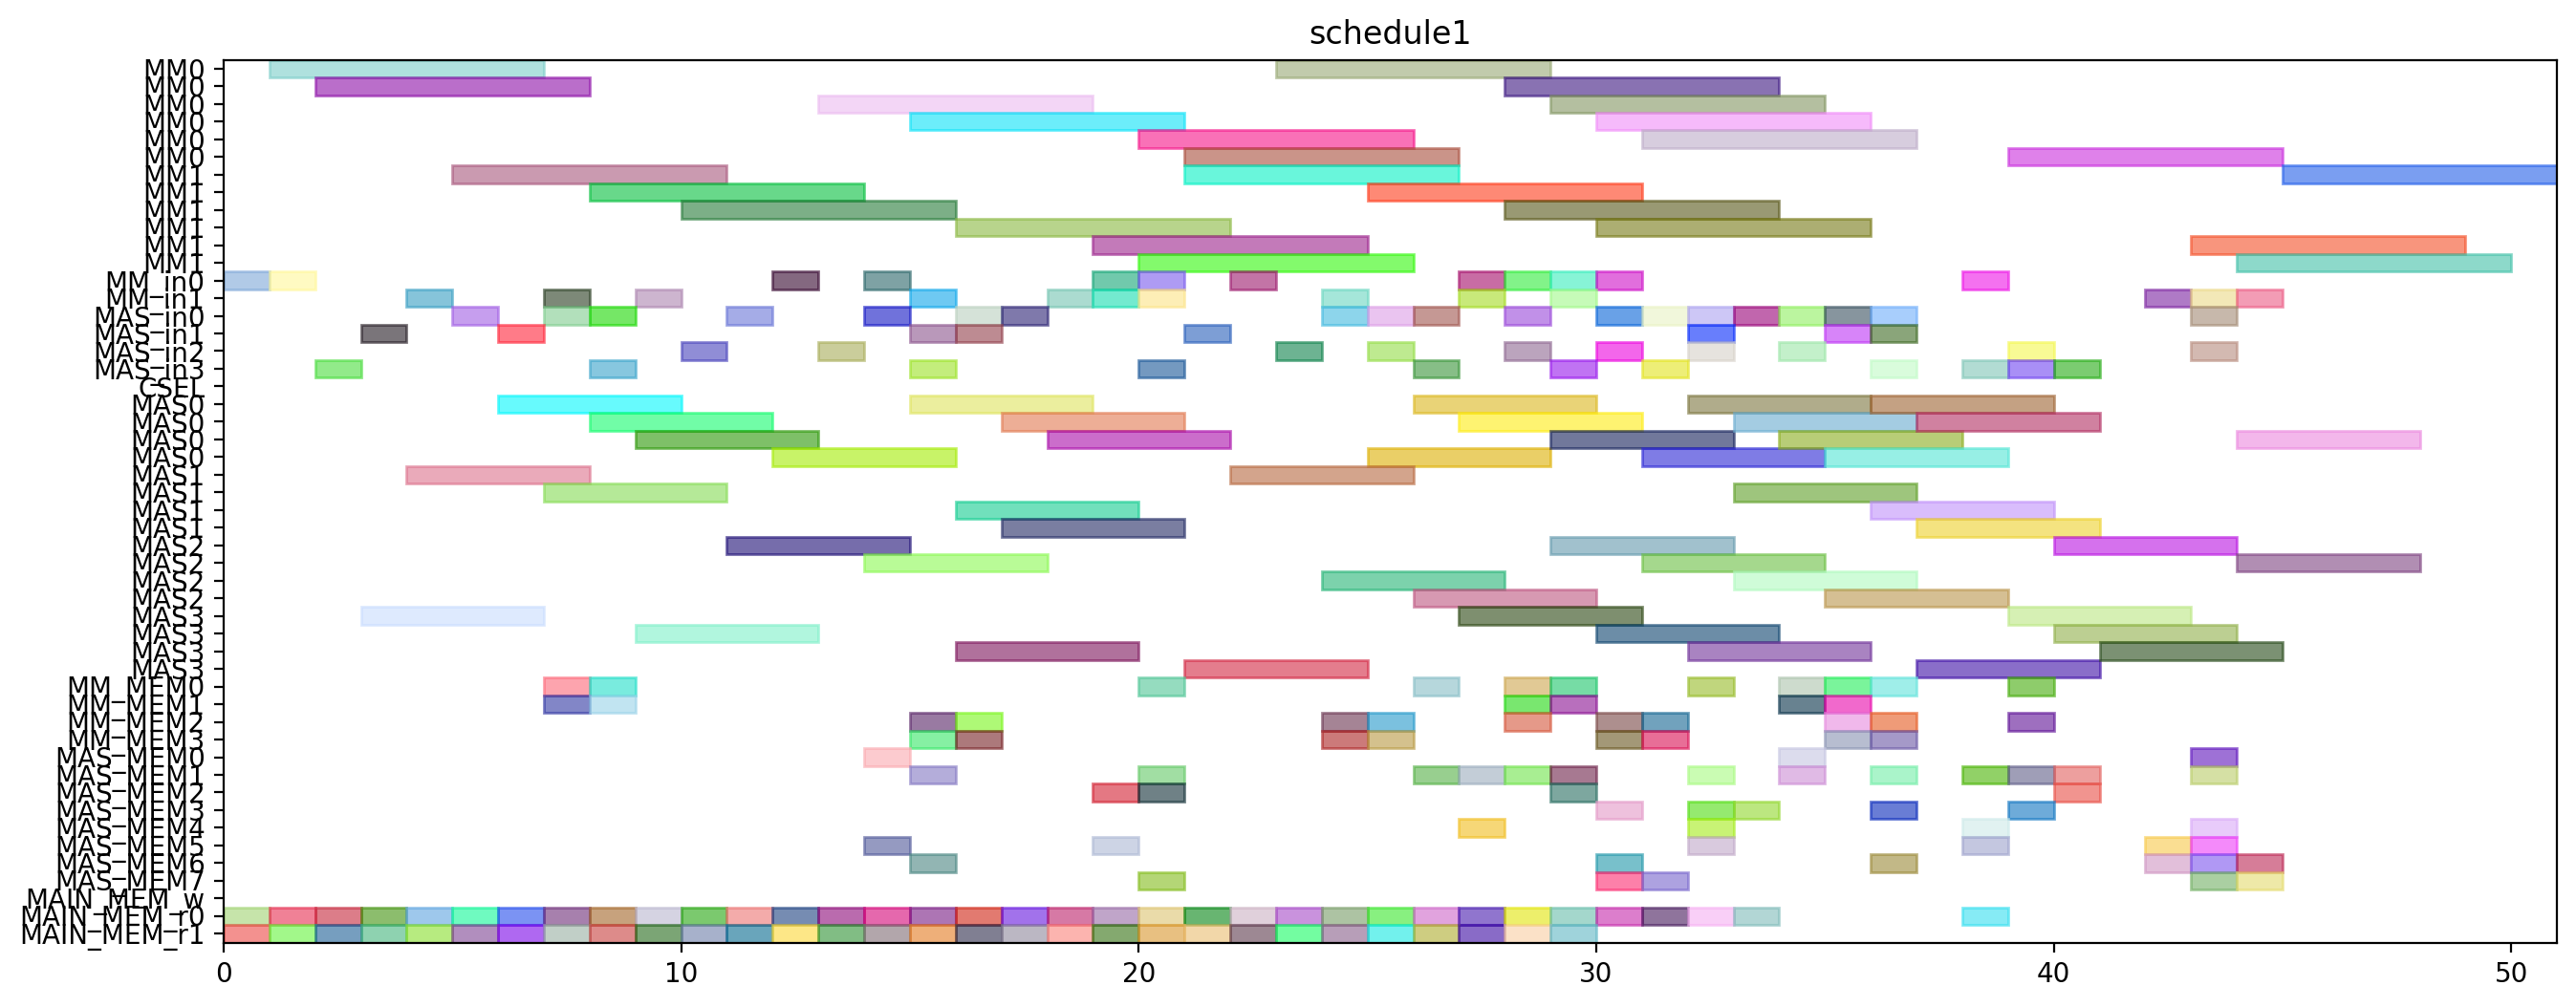 schedule1
MM0
MM0
MM0
MM0
MM0
MM0
MM1
MM1
MM1
MM1
MM1
MM1
MM_in0
MM_in1
MAS_in0
MAS_in1
MAS_in2
MAS_in3
CSEL
MAS0
MAS0
MAS0
MAS0
MAS1
MAS1
MAS1
MAS1
MAS2
MAS2
MAS2
MAS2
MAS3
MAS3
MAS3
MAS3
MM_MEM0
MM_MEM1
MM_MEM2
MM_MEM3
MAS_MEM0
MAS_MEM1
MAS_MEM2
MAS_MEM3
MAS_MEM4
MAS_MEM5
MAS_MEM6
MAS_MEM7
MAIN_MEM_w
MAIN_MEM_r0
MAIN_MEM_r1
0 10 20 30 40 50